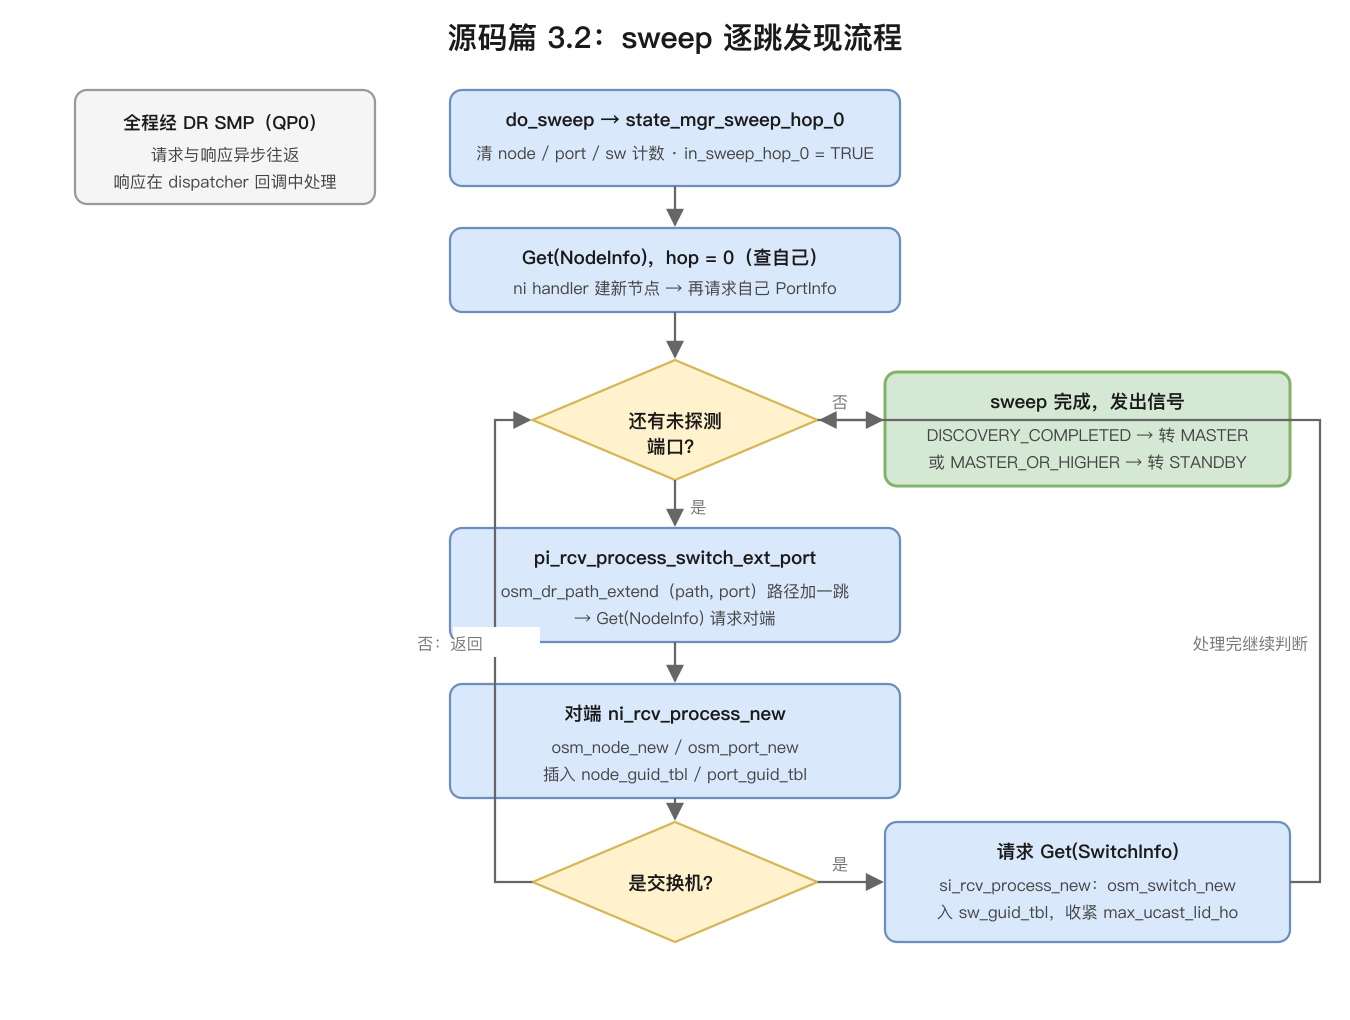 源码篇 3.2：sweep 逐跳发现流程
全程经 DR SMP（QP0）
请求与响应异步往返
响应在 dispatcher 回调中处理
do_sweep → state_mgr_sweep_hop_0
清 node / port / sw 计数 · in_sweep_hop_0 = TRUE
Get(NodeInfo)，hop = 0（查自己）
ni handler 建新节点 → 再请求自己 PortInfo
还有未探测
端口?
否
sweep 完成，发出信号
DISCOVERY_COMPLETED → 转 MASTER
或 MASTER_OR_HIGHER → 转 STANDBY
是
pi_rcv_process_switch_ext_port
osm_dr_path_extend（path, port）路径加一跳
→ Get(NodeInfo) 请求对端
否：返回
处理完继续判断
对端 ni_rcv_process_new
osm_node_new / osm_port_new
插入 node_guid_tbl / port_guid_tbl
是交换机?
是
请求 Get(SwitchInfo)
si_rcv_process_new：osm_switch_new
入 sw_guid_tbl，收紧 max_ucast_lid_ho